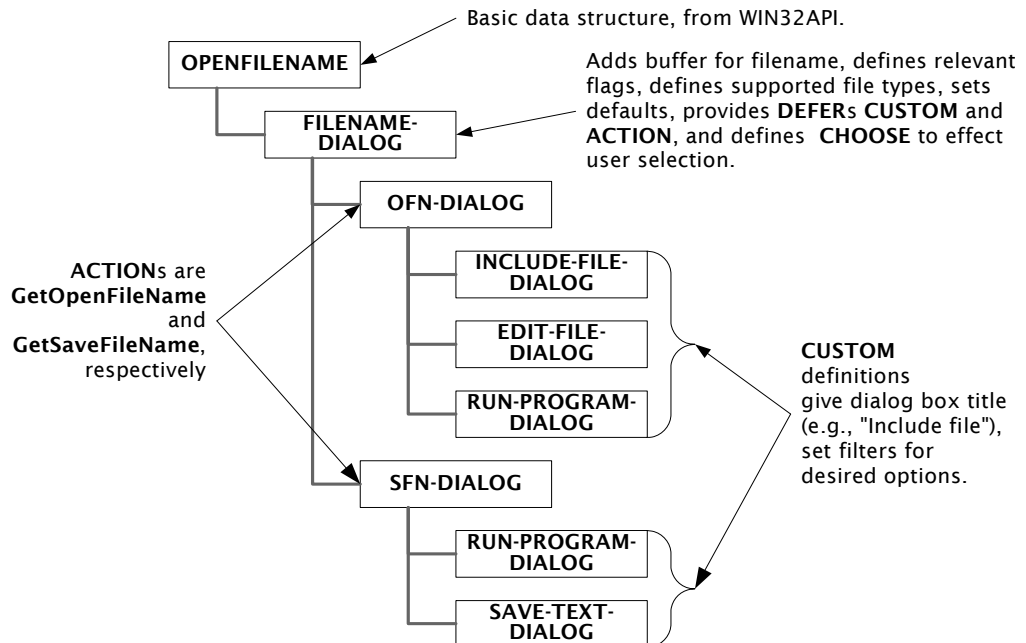 Basic data structure, from WIN32API.
OPENFILENAME
Adds buffer for filename, defines relevant
flags, defines supported file types, sets
defaults, provides DEFERs CUSTOM and
ACTION, and defines CHOOSE to effect
user selection.
FILENAME-
DIALOG
OFN-DIALOG
INCLUDE-FILE-
DIALOG
EDIT-FILE-
DIALOG
RUN-PROGRAM-
DIALOG
ACTIONs are
GetOpenFileName
and
GetSaveFileName,
respectively
CUSTOM
definitions
give dialog box title
(e.g., "Include file"),
set filters for
desired options.
SFN-DIALOG
RUN-PROGRAM-
DIALOG
SAVE-TEXT-
DIALOG